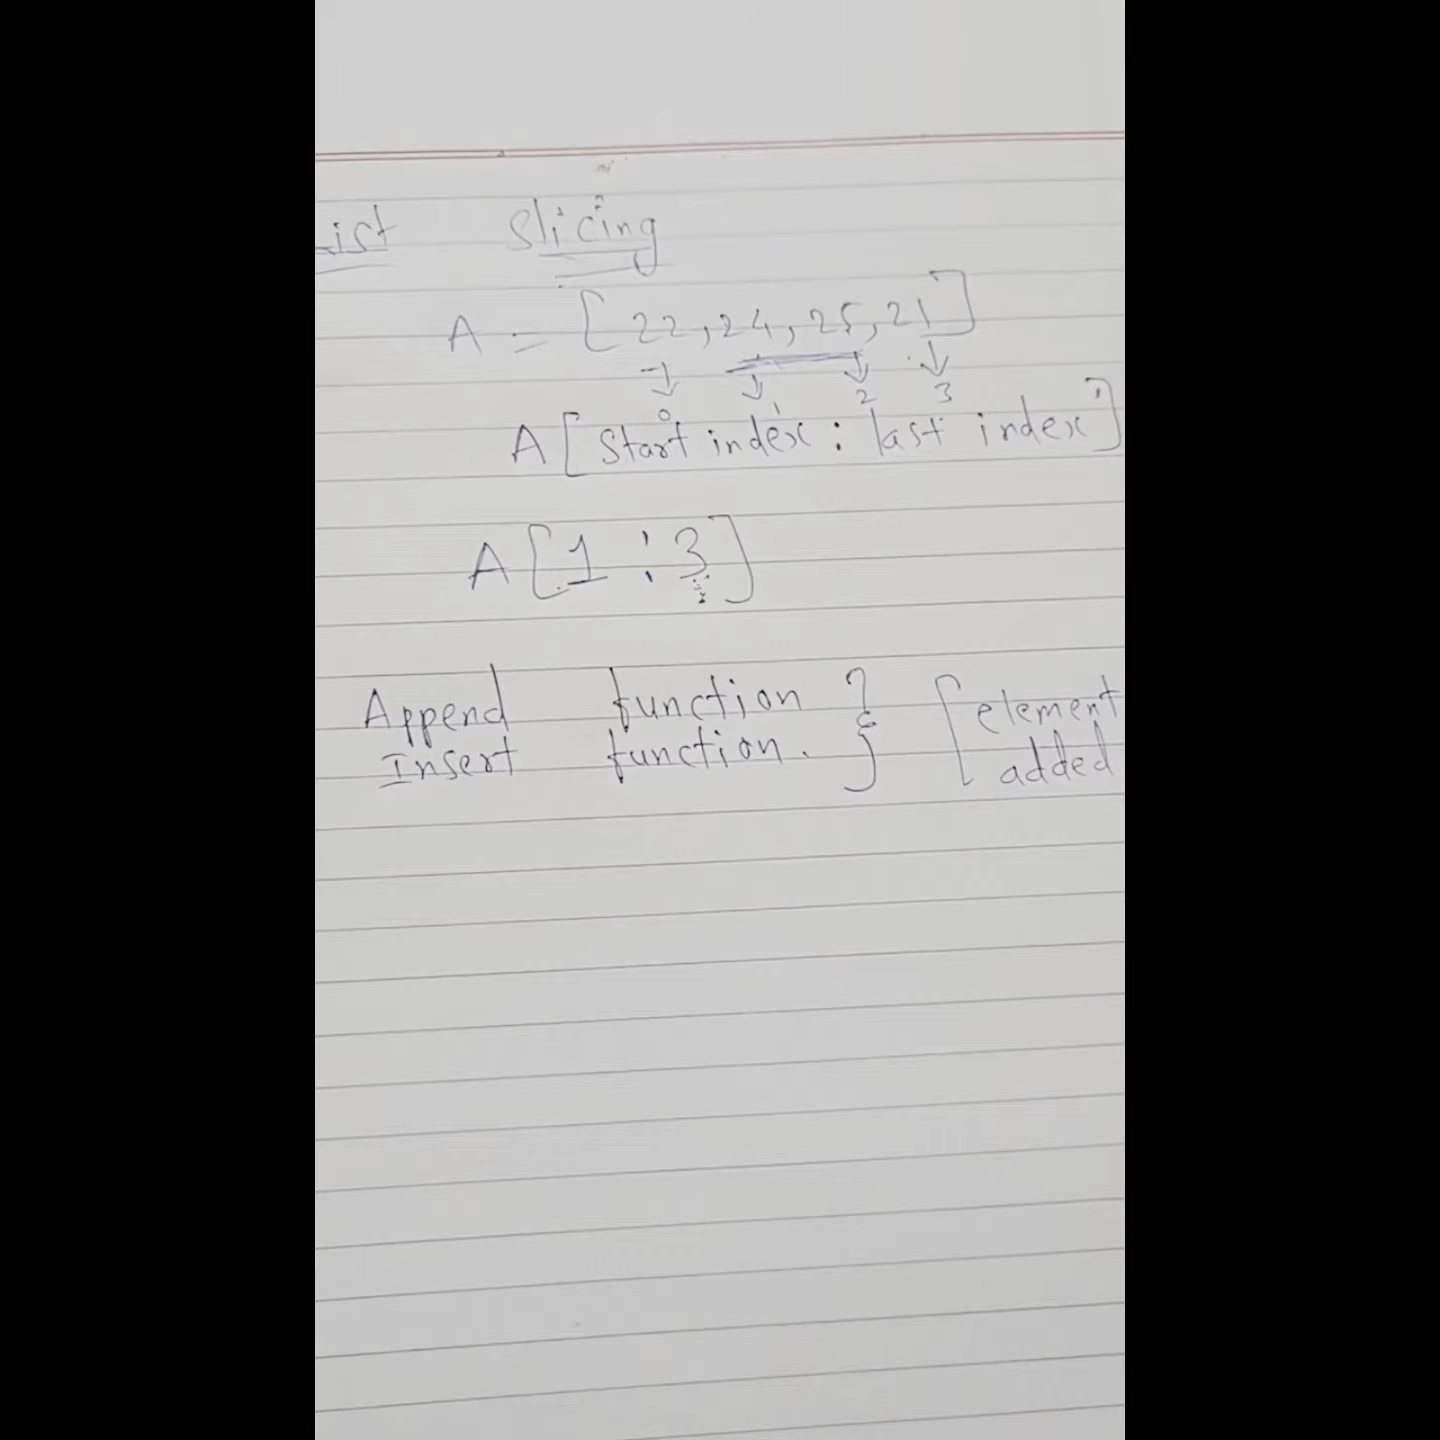 List Slicing
A = [22, 24, 25, 21]
0 1 2 3
A [start index : last index]
A [1 : 3]
Append function } [element
Insert function. } added